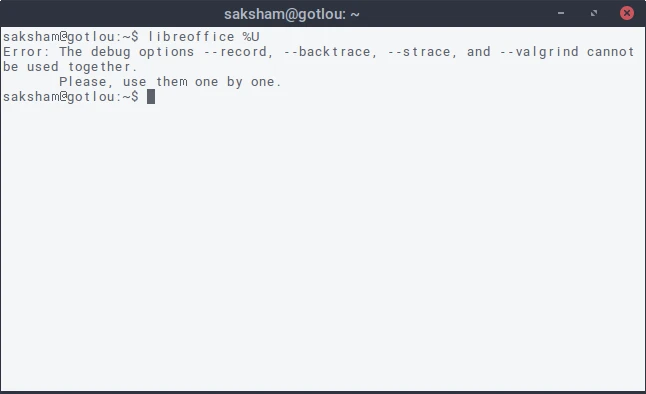 saksham@gotlou: ~
saksham@gotlou:~$ libreoffice %U
Error: The debug options --record, --backtrace, --strace, and --valgrind cannot
be used together.
       Please, use them one by one.
saksham@gotlou:~$